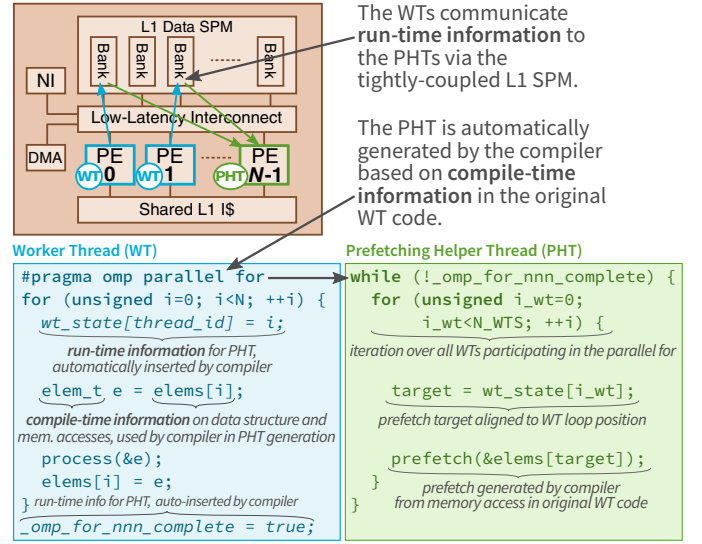 L1 Data SPM
Bank
Bank
Bank
......
Bank
NI
Low-Latency Interconnect
DMA
PE
PE
......
PE
WT
0
WT
1
PHT
N-1
Shared L1 I$
The WTs communicate
run-time information to
the PHTs via the
tightly-coupled L1 SPM.
The PHT is automatically
generated by the compiler
based on compile-time
information in the original
WT code.
Worker Thread (WT)
#pragma omp parallel for
for (unsigned i=0; i<N; ++i) {
wt_state[thread_id] = i;
run-time information for PHT,
automatically inserted by compiler
elem_t e = elems[i];
compile-time information on data structure and
mem. accesses, used by compiler in PHT generation
process(&e);
elems[i] = e;
} run-time info for PHT, auto-inserted by compiler
_omp_for_nnn_complete = true;
Prefetching Helper Thread (PHT)
while (!_omp_for_nnn_complete) {
for (unsigned i_wt=0;
i_wt<N_WTS; ++i) {
iteration over all WTs participating in the parallel for
target = wt_state[i_wt];
prefetch target aligned to WT loop position
prefetch(&elems[target]);
} prefetch generated by compiler
} from memory access in original WT code